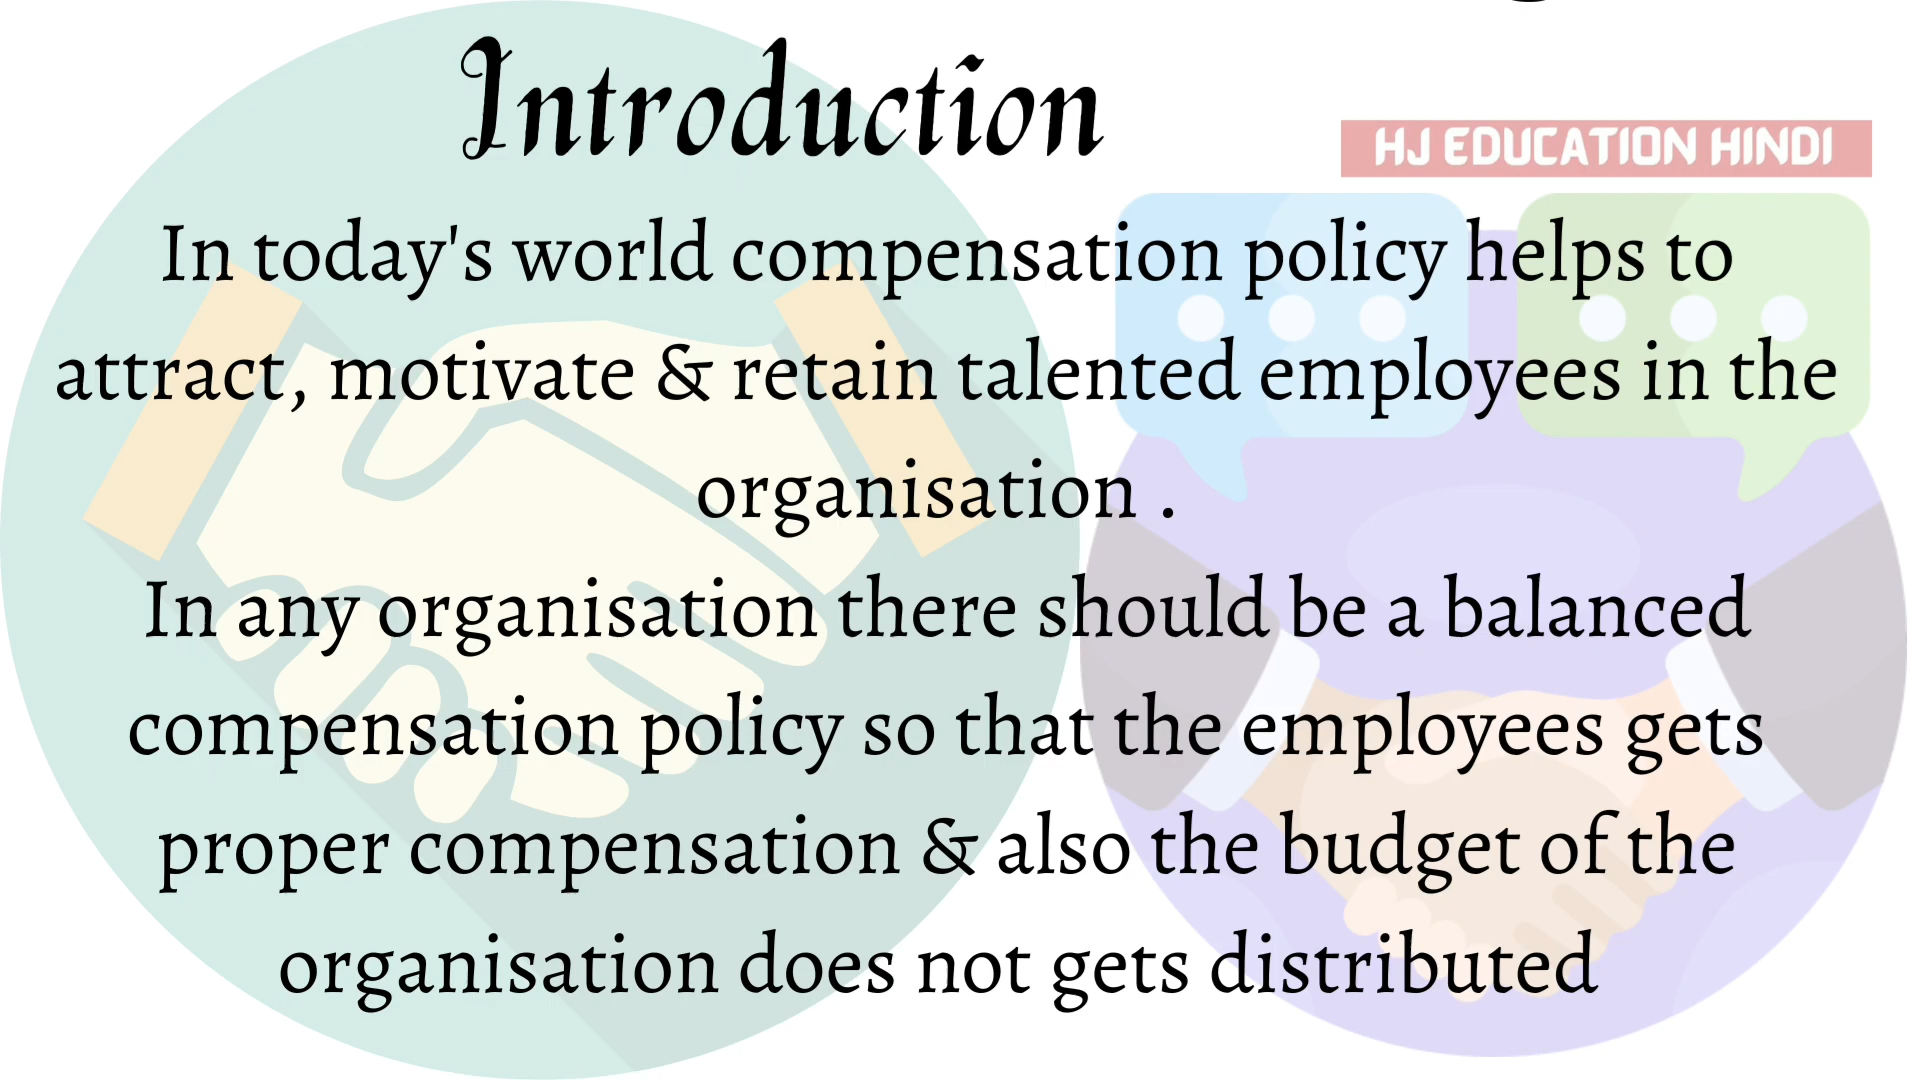 Introduction
HJ EDUCATION HINDI
In today's world compensation policy helps to
attract, motivate & retain talented employees in the
organisation .
In any organisation there should be a balanced
compensation policy so that the employees gets
proper compensation & also the budget of the
organisation does not gets distributed